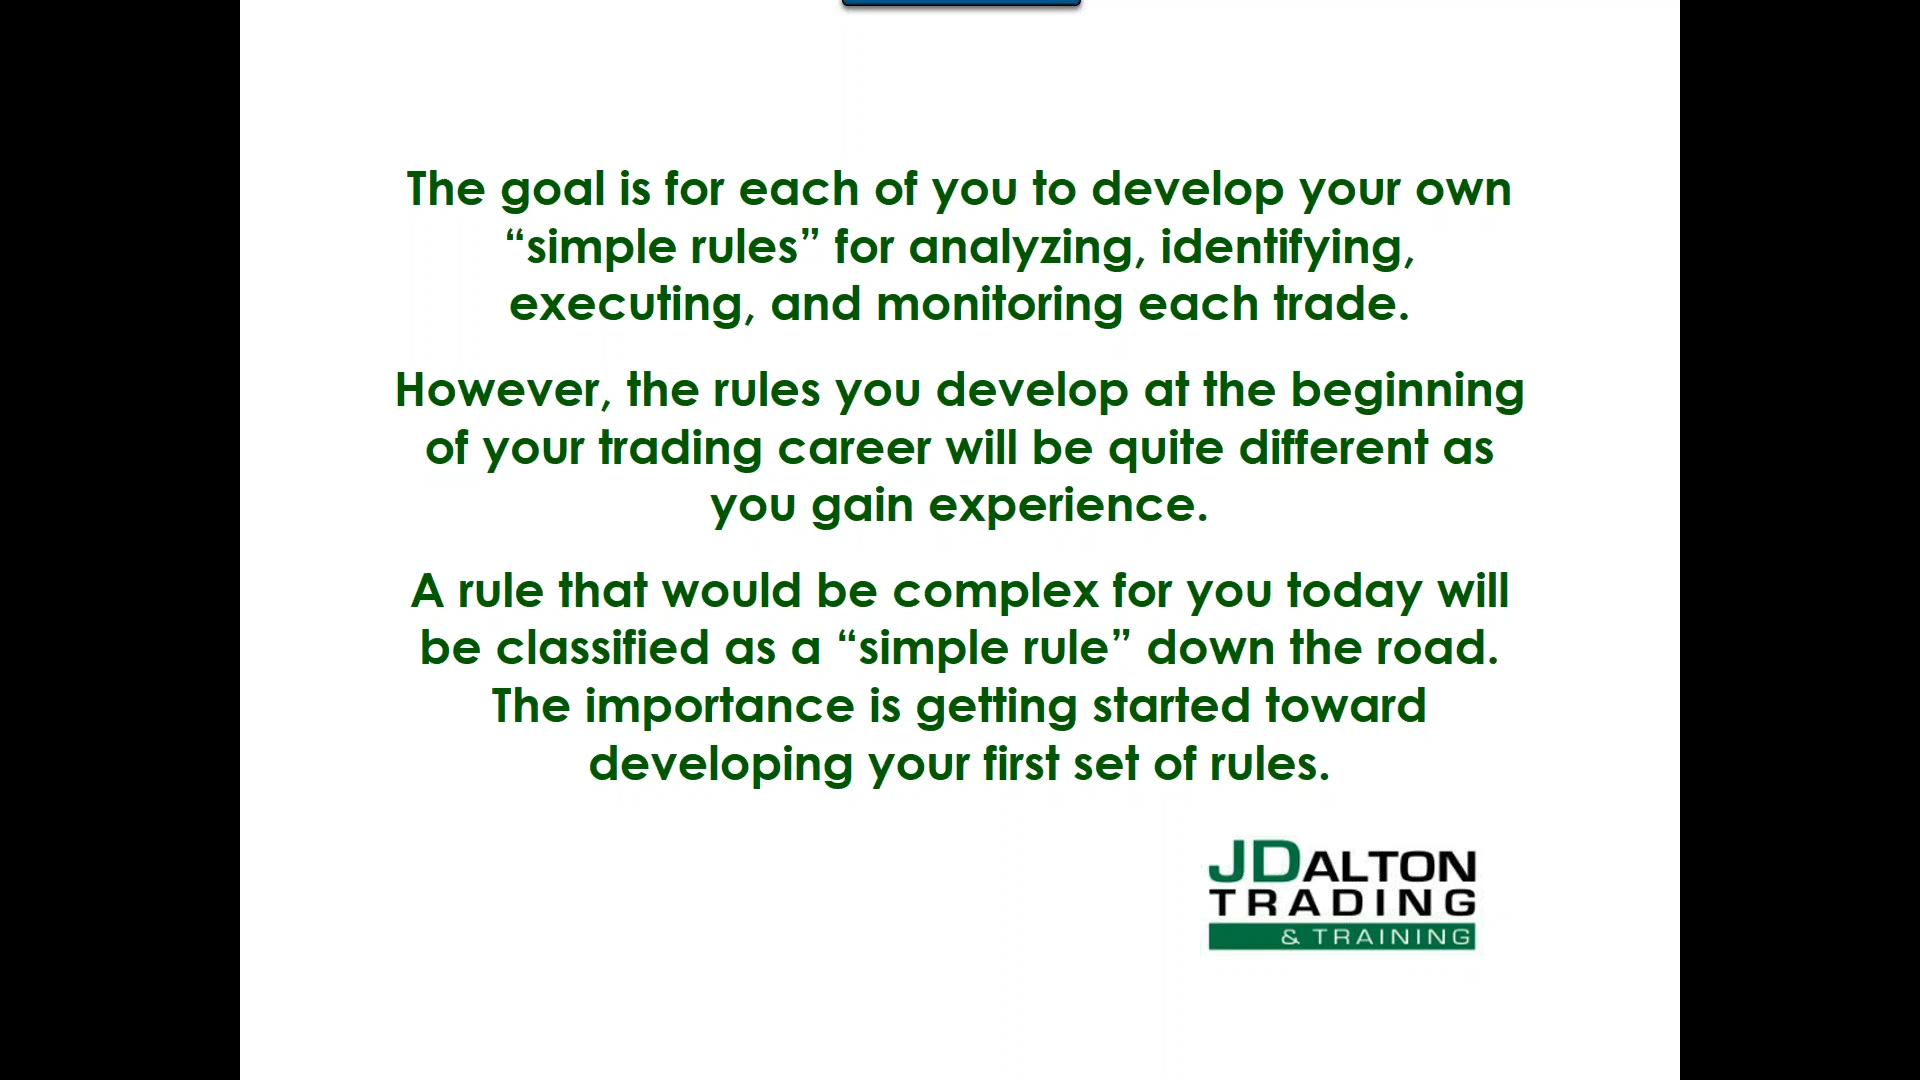 The goal is for each of you to develop your own
“simple rules” for analyzing, identifying,
executing, and monitoring each trade.
However, the rules you develop at the beginning
of your trading career will be quite different as
you gain experience.
A rule that would be complex for you today will
be classified as a “simple rule” down the road.
The importance is getting started toward
developing your first set of rules.
JDALTON
TRADING
& TRAINING